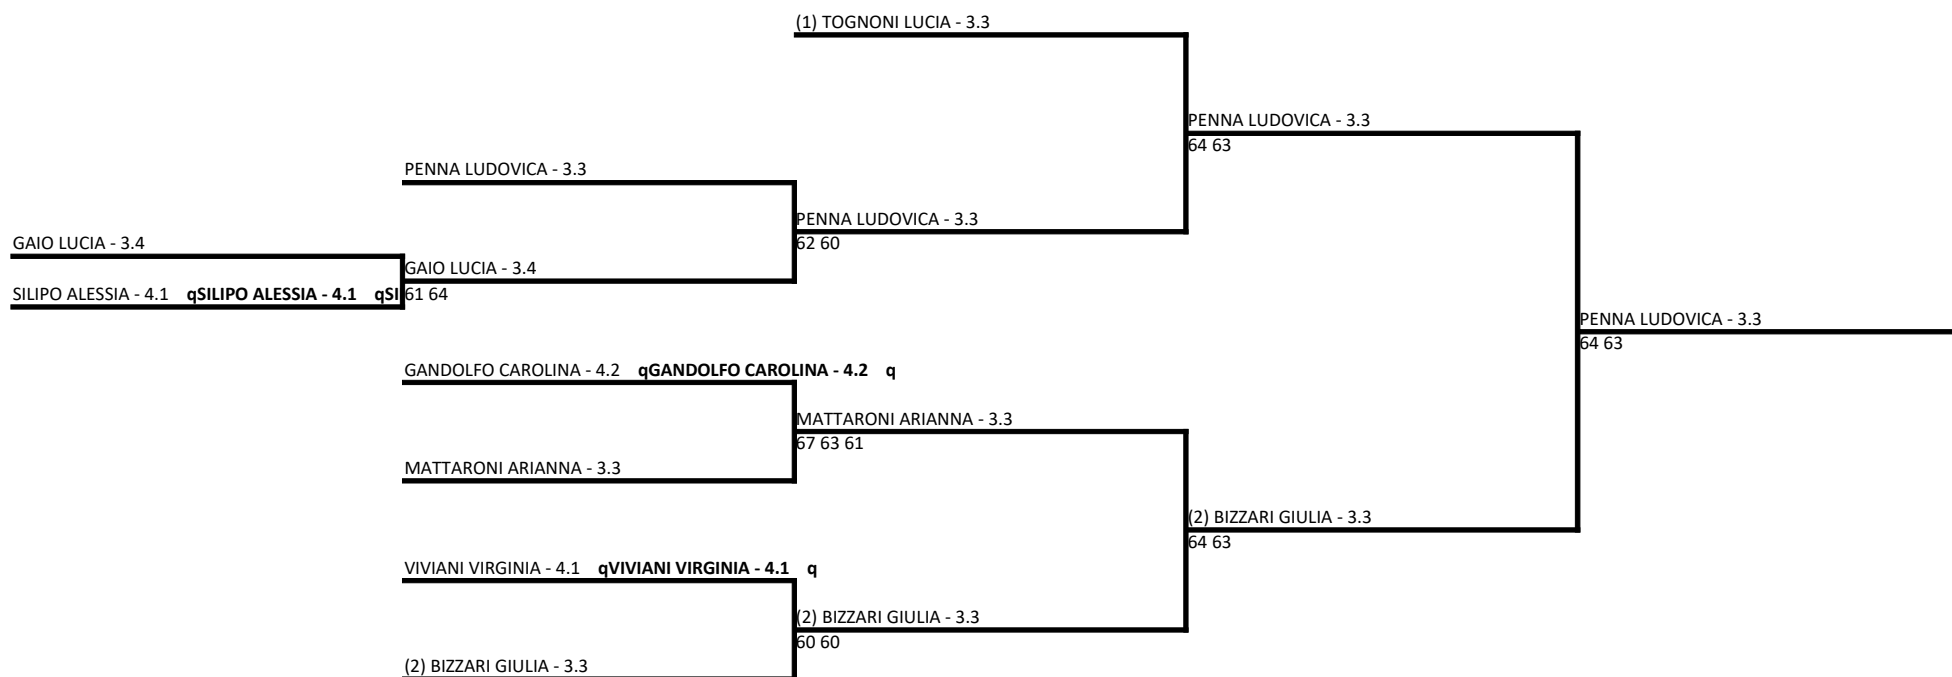 (1) TOGNONI LUCIA - 3.3
PENNA LUDOVICA - 3.3
64 63
PENNA LUDOVICA - 3.3
PENNA LUDOVICA - 3.3
62 60
GAIO LUCIA - 3.4
GAIO LUCIA - 3.4
SILIPO ALESSIA - 4.1 qSILIPO ALESSIA - 4.1 qSI
61 64
PENNA LUDOVICA - 3.3
64 63
GANDOLFO CAROLINA - 4.2 qGANDOLFO CAROLINA - 4.2 q
MATTARONI ARIANNA - 3.3
67 63 61
MATTARONI ARIANNA - 3.3
(2) BIZZARI GIULIA - 3.3
64 63
VIVIANI VIRGINIA - 4.1 qVIVIANI VIRGINIA - 4.1 q
(2) BIZZARI GIULIA - 3.3
60 60
(2) BIZZARI GIULIA - 3.3